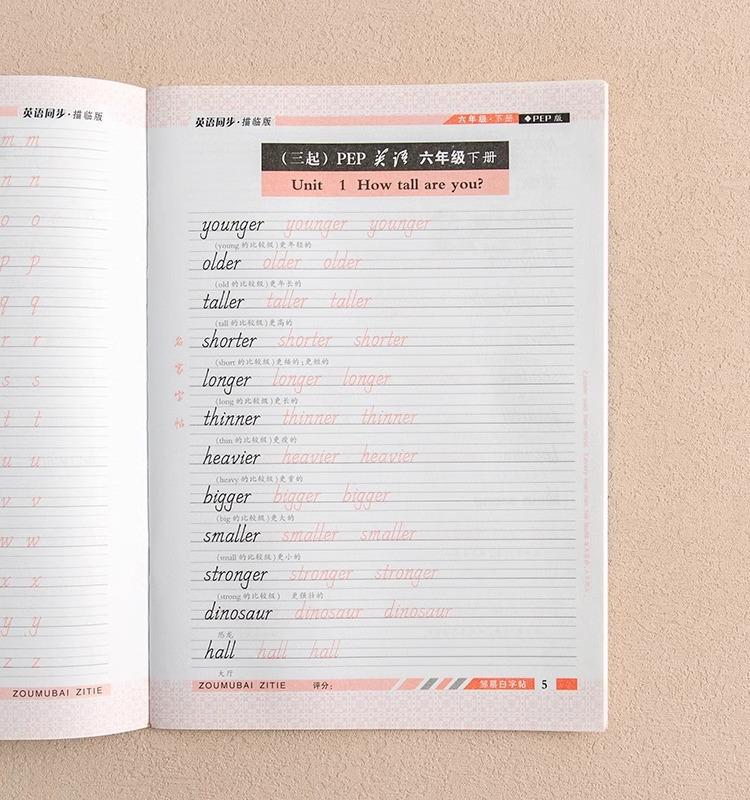 英语同步·描临版
m m
n n
o o
p p
q q
r r
s s
t t
u u
v v
w w
x x
y y
z z
ZOUMUBAI ZITIE
英语同步·描临版
六年级·下册 ◆PEP版
(三起) PEP 英语 六年级下册
Unit 1 How tall are you?
younger younger younger
(young 的比较级)更年轻的
older older older
(old 的比较级)更年长的
taller taller taller
(tall 的比较级)更高的
shorter shorter shorter
(short 的比较级)更矮的;更短的
longer longer longer
(long 的比较级)更长的
thinner thinner thinner
(thin 的比较级)更瘦的
heavier heavier heavier
(heavy 的比较级)更重的
bigger bigger bigger
(big 的比较级)更大的
smaller smaller smaller
(small 的比较级)更小的
stronger stronger stronger
(strong 的比较级) 更强壮的
dinosaur dinosaur dinosaur
恐龙
hall hall hall
大厅
名家字帖
ZOUMUBAI ZITIE 评分:
邹慕白字帖 5